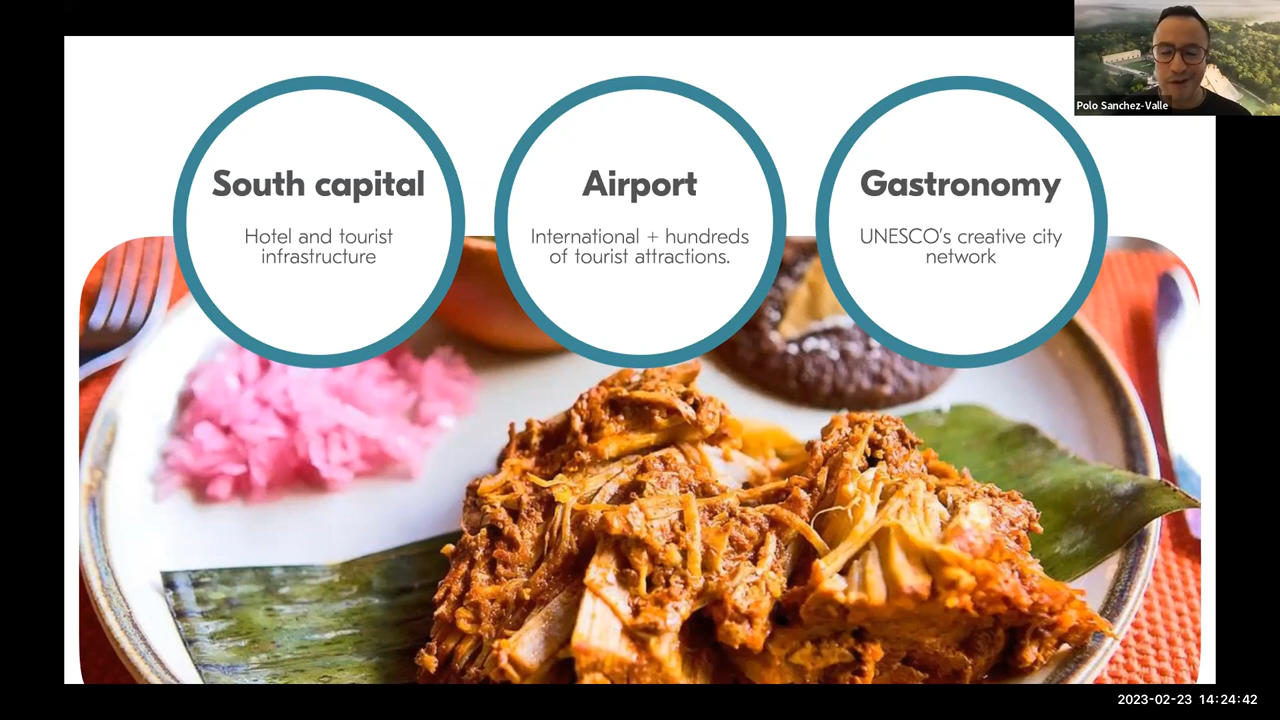 South capital
Hotel and tourist
infrastructure
Airport
International + hundreds
of tourist attractions.
Gastronomy
UNESCO's creative city
network
Polo Sanchez-Valle
2023-02-23 14:24:42